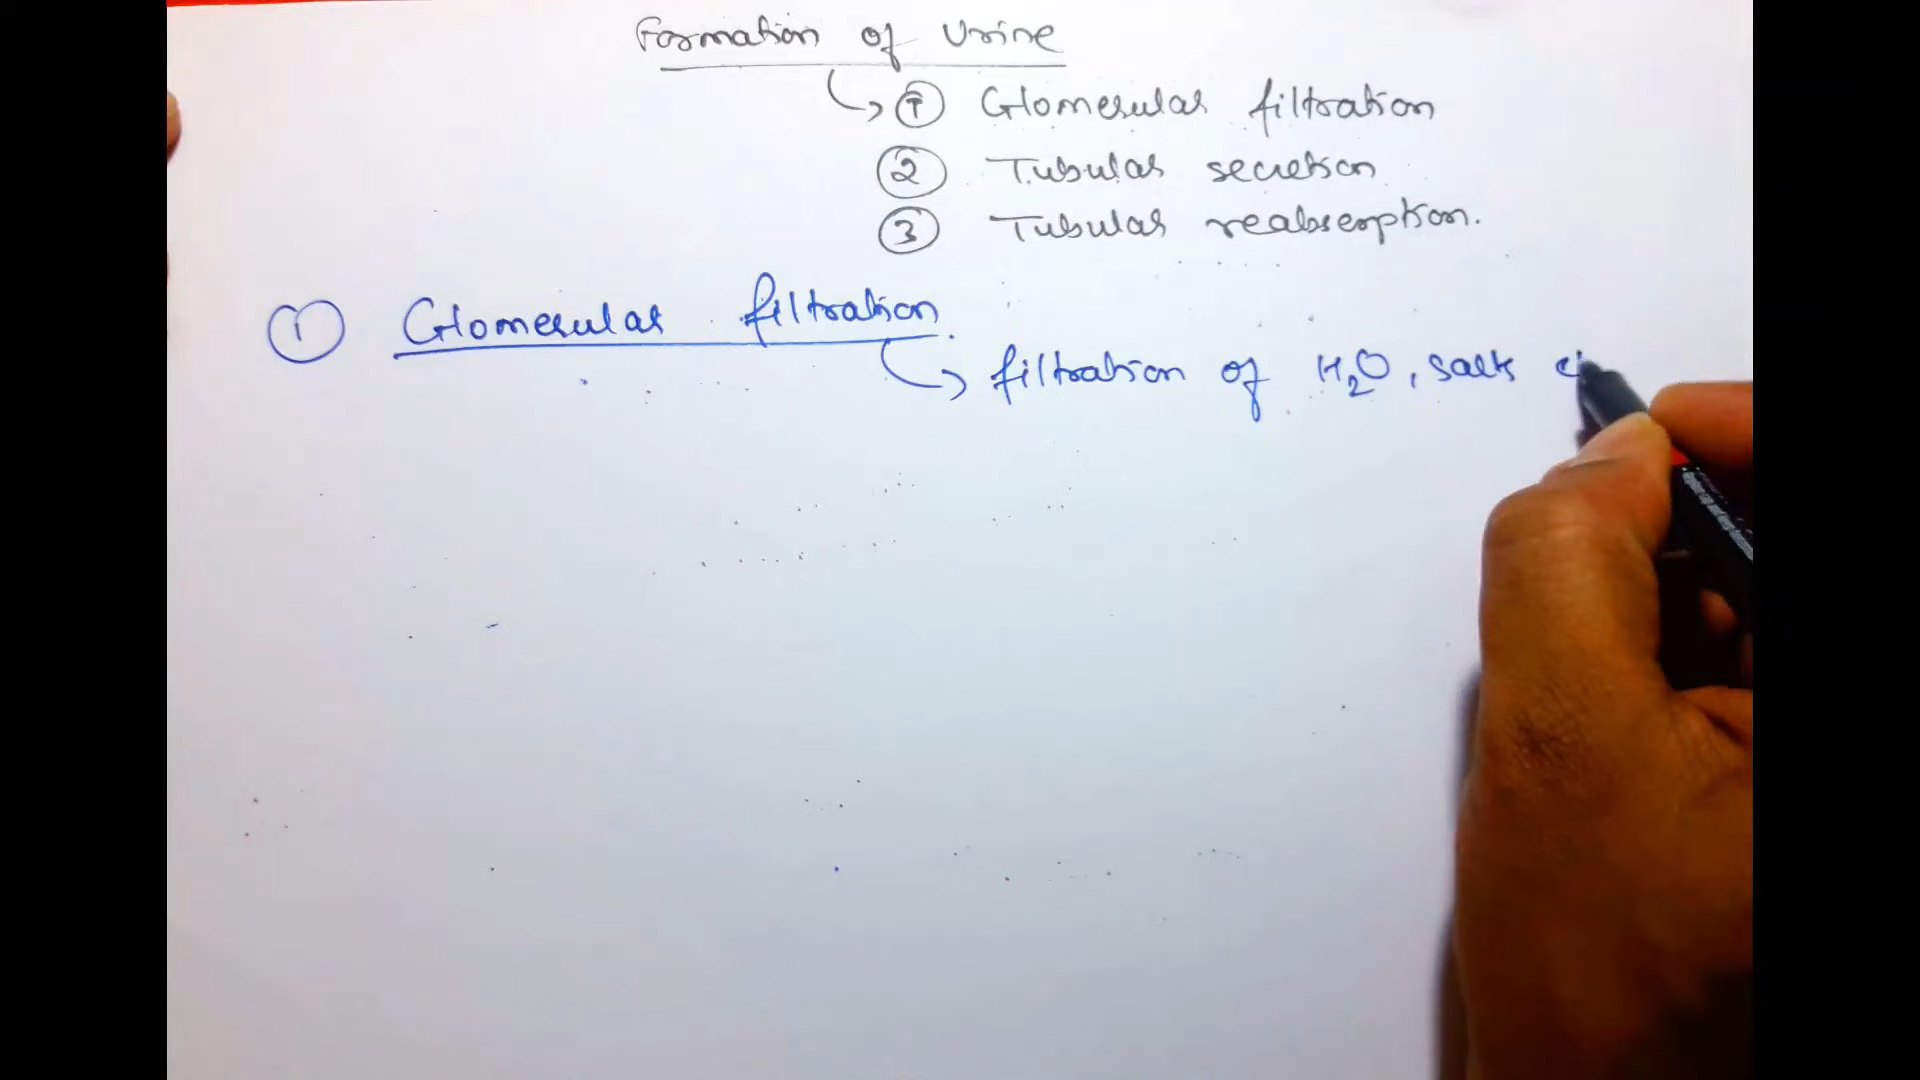 Formation of Urine
→ ① Glomerular filtration
② Tubular secretion
③ Tubular reabsorption.
① Glomerular filtration.
→ filtration of H₂O, salts